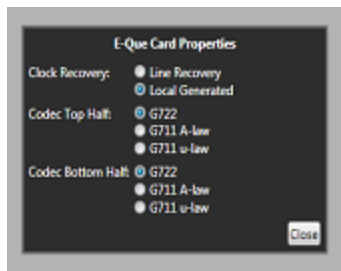 E-Que Card Properties
Clock Recovery: Line Recovery
Local Generated
Codec Top Half: G722
G711 A-law
G711 u-law
Codec Bottom Half: G722
G711 A-law
G711 u-law
Close